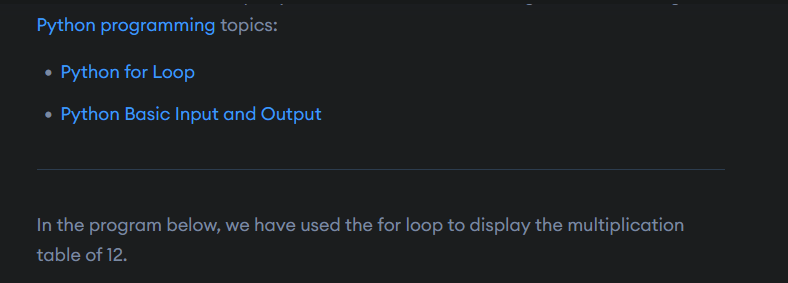 Python programming topics:
Python for Loop
Python Basic Input and Output
In the program below, we have used the for loop to display the multiplication
table of 12.